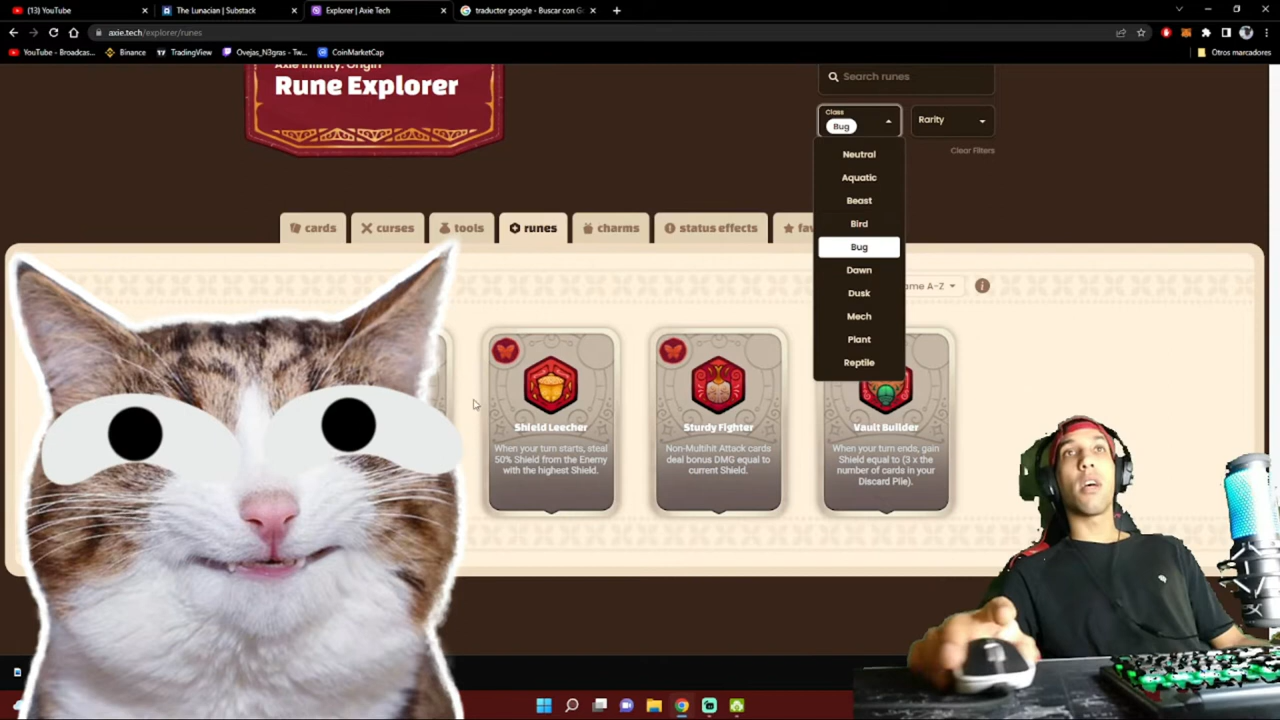 (13) YouTube
The Lunacian | Substack
Explorer | Axie Tech
traductor google - Buscar con G
axie.tech/explorer/runes
YouTube - Broadcas...
Binance
TradingView
Ovejas_N3gras - Tw...
CoinMarketCap
Otros marcadores
Axie Infinity: Origin
Rune Explorer
Search runes
Class
Bug
Rarity
Clear Filters
Neutral
Aquatic
Beast
Bird
Bug
Dawn
Dusk
Mech
Plant
Reptile
cards
curses
tools
runes
charms
status effects
fav
ame A-Z
Shield Leecher
When your turn starts, steal
50% Shield from the Enemy
with the highest Shield.
Sturdy Fighter
Non-Multihit Attack cards
deal bonus DMG equal to
current Shield.
Vault Builder
When your turn ends, gain
Shield equal to (3 x the
number of cards in your
Discard Pile).